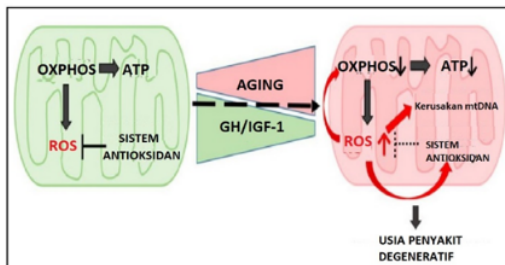 OXPHOS ATP
ROS
SISTEM
ANTIOKSIDAN
AGING
GH/IGF-1
OXPHOS↓ ATP↓
Kerusakan mtDNA
ROS
SISTEM
ANTIOKSIDAN
USIA PENYAKIT
DEGENERATIF